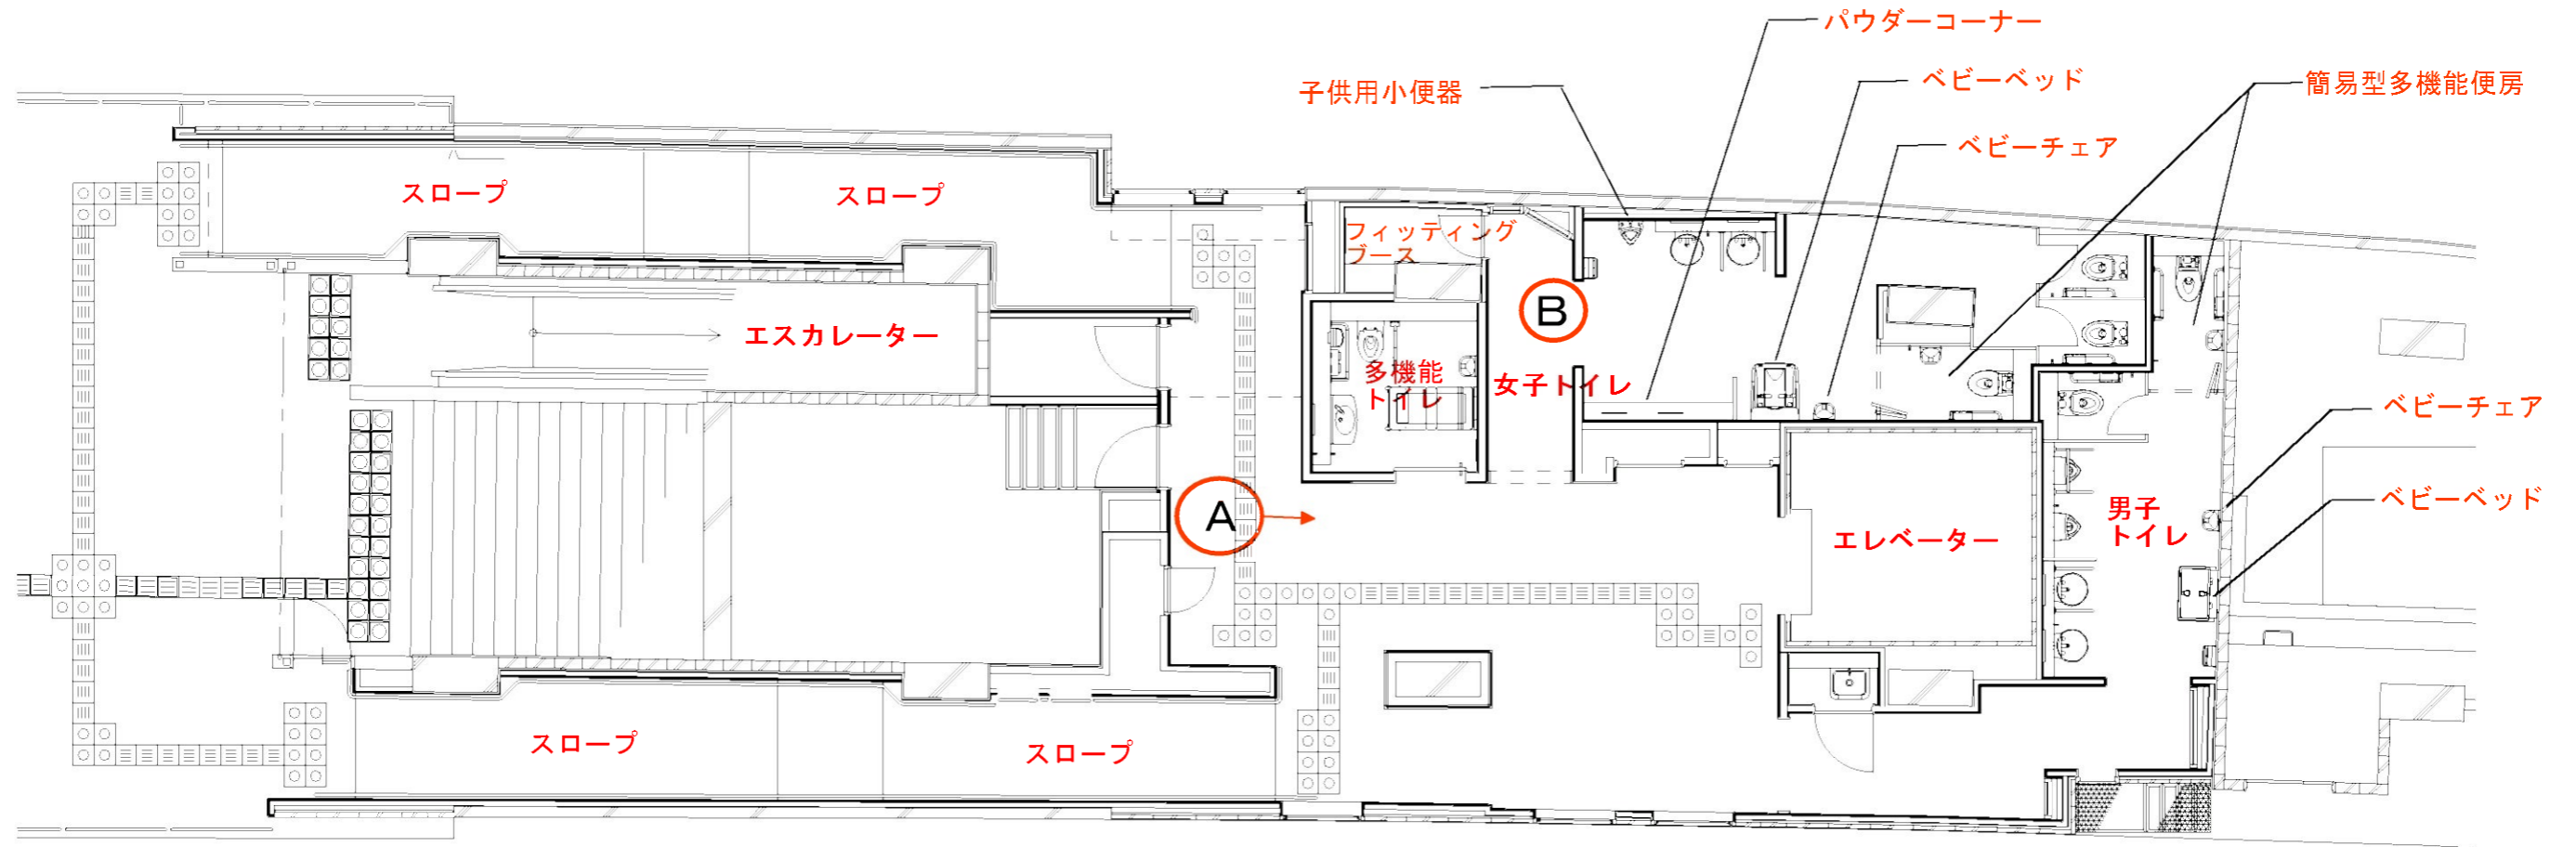 パウダーコーナー
子供用小便器
ベビーベッド
簡易型多機能便房
ベビーチェア
スロープ
スロープ
フィッティング
ブース
エスカレーター
B
多機能
トイレ
女子トイレ
ベビーチェア
A
エレベーター
男子
トイレ
ベビーベッド
スロープ
スロープ